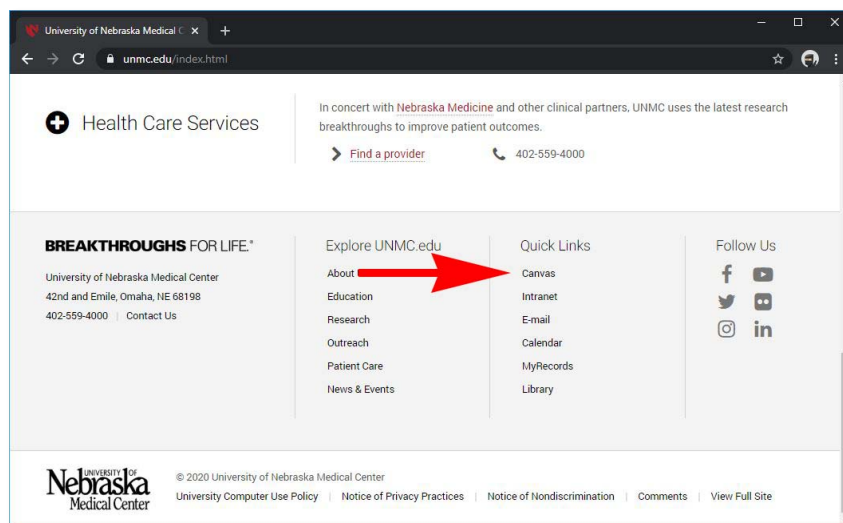 University of Nebraska Medical C
unmc.edu/index.html
Health Care Services
In concert with Nebraska Medicine and other clinical partners, UNMC uses the latest research
breakthroughs to improve patient outcomes.
Find a provider
402-559-4000
BREAKTHROUGHS FOR LIFE.®
University of Nebraska Medical Center
42nd and Emile, Omaha, NE 68198
402-559-4000 | Contact Us
Explore UNMC.edu
About
Education
Research
Outreach
Patient Care
News & Events
Quick Links
Canvas
Intranet
E-mail
Calendar
MyRecords
Library
Follow Us
UNIVERSITY OF
Nebraska
Medical Center
© 2020 University of Nebraska Medical Center
University Computer Use Policy | Notice of Privacy Practices | Notice of Nondiscrimination | Comments | View Full Site